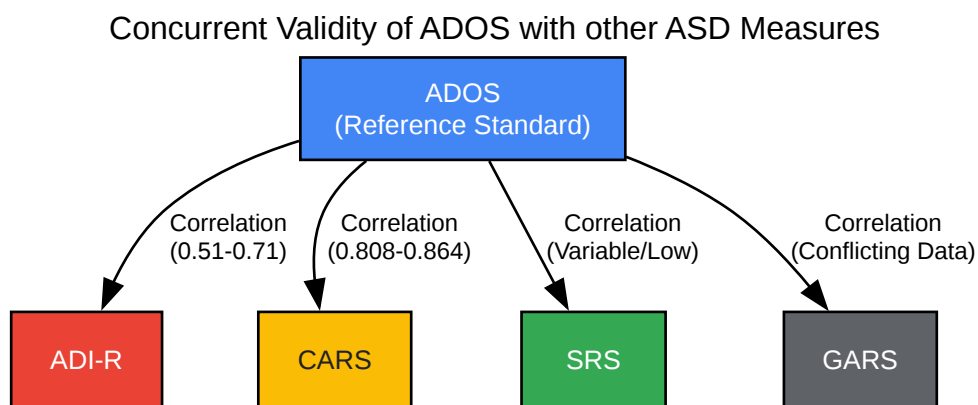 Concurrent Validity of ADOS with other ASD Measures
ADOS
(Reference Standard)
Correlation
(0.51-0.71)
Correlation
(0.808-0.864)
Correlation
(Variable/Low)
Correlation
(Conflicting Data)
ADI-R
CARS
SRS
GARS